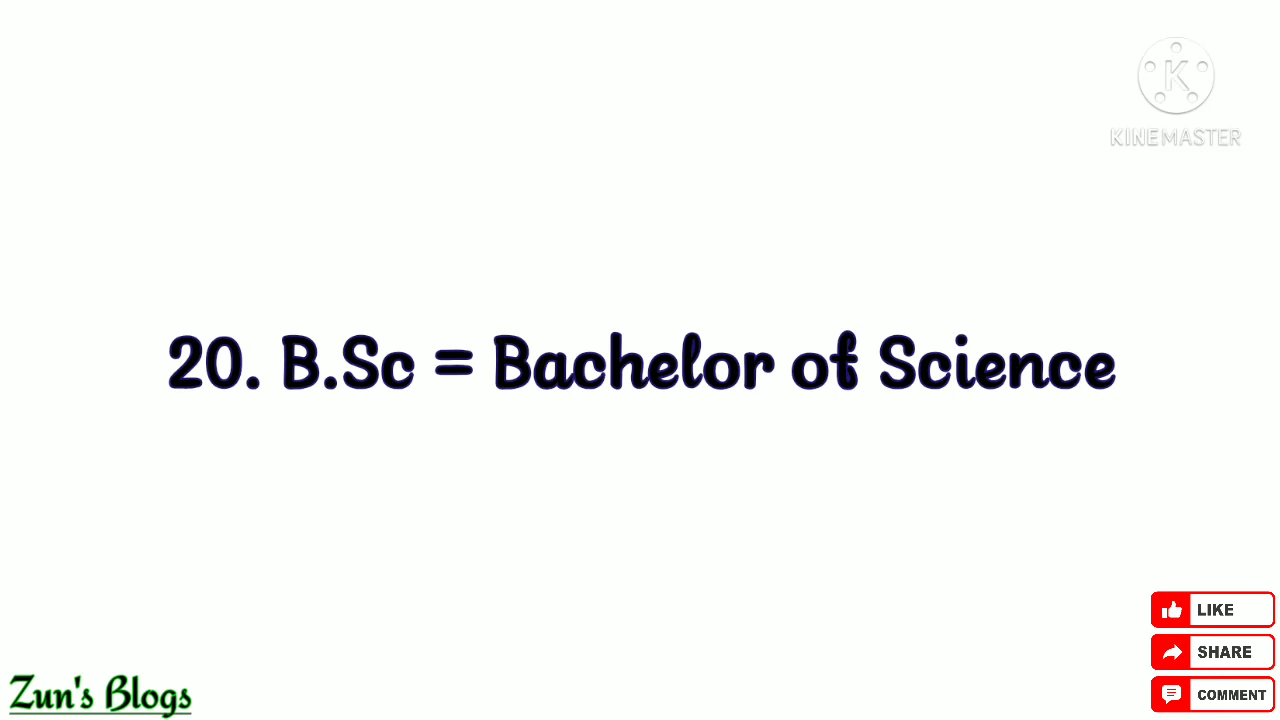 KINEMASTER
20. B.Sc = Bachelor of Science
LIKE
SHARE
COMMENT
Zun's Blogs